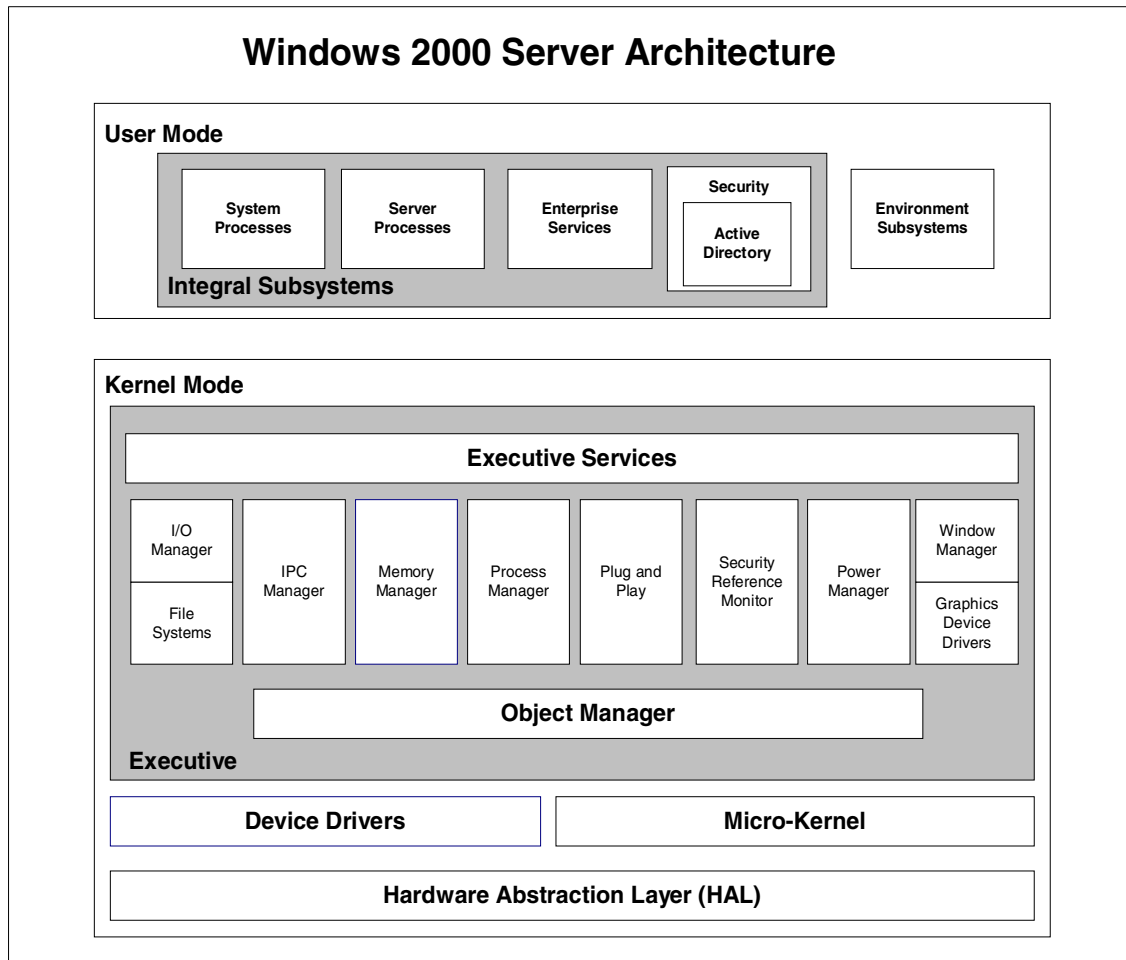 Windows 2000 Server Architecture
User Mode
System
Processes
Server
Processes
Enterprise
Services
Security
Active
Directory
Environment
Subsystems
Integral Subsystems
Kernel Mode
Executive Services
I/O
Manager
File
Systems
IPC
Manager
Memory
Manager
Process
Manager
Plug and
Play
Security
Reference
Monitor
Power
Manager
Window
Manager
Graphics
Device
Drivers
Object Manager
Executive
Device Drivers
Micro-Kernel
Hardware Abstraction Layer (HAL)